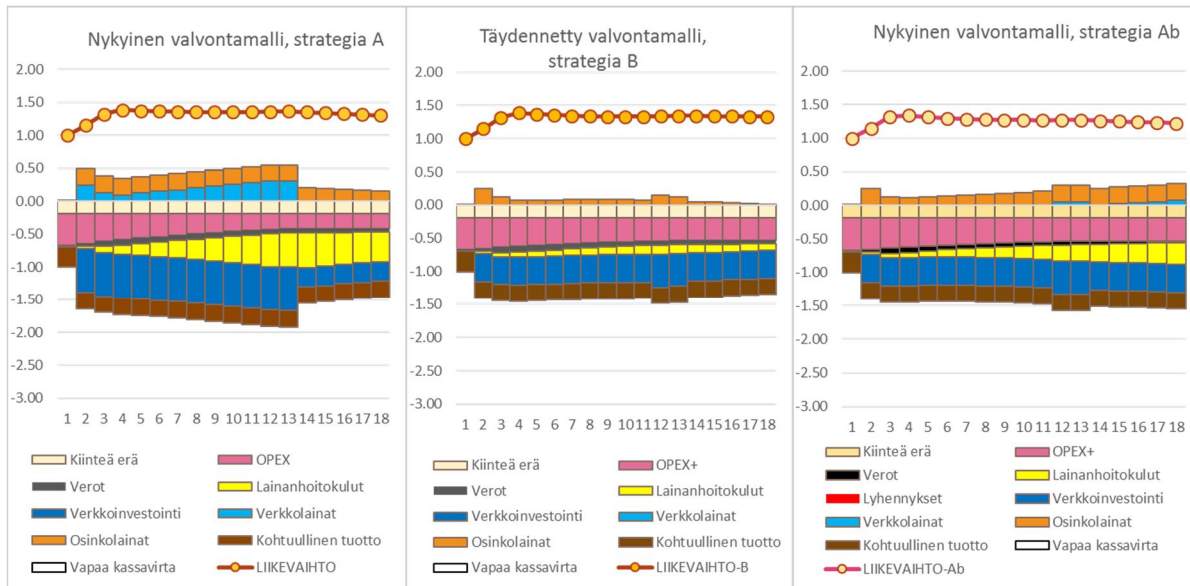 Nykyinen valvontamalli, strategia A
2.00
1.50
1.00
0.50
0.00
-0.50
-1.00
-1.50
-2.00
-2.50
-3.00
1 2 3 4 5 6 7 8 9 10 11 12 13 14 15 16 17 18
Kiinteä erä OPEX
Verot Lainanhoitokulut
Verkkoinvestointi Verkkolainat
Osinkolainat Kohtuullinen tuotto
Vapaa kassavirta LIIKEVAIHTO
Täydennetty valvontamalli,
strategia B
2.00
1.50
1.00
0.50
0.00
-0.50
-1.00
-1.50
-2.00
-2.50
-3.00
1 2 3 4 5 6 7 8 9 10 11 12 13 14 15 16 17 18
Kiinteä erä OPEX+
Verot Lainanhoitokulut
Verkkoinvestointi Verkkolainat
Osinkolainat Kohtuullinen tuotto
Vapaa kassavirta LIIKEVAIHTO-B
Nykyinen valvontamalli, strategia Ab
2.00
1.50
1.00
0.50
0.00
-0.50
-1.00
-1.50
-2.00
-2.50
-3.00
1 2 3 4 5 6 7 8 9 10 11 12 13 14 15 16 17 18
Kiinteä erä OPEX+
Verot Lainanhoitokulut
Lyhennykset Verkkoinvestointi
Verkkolainat Osinkolainat
Kohtuullinen tuotto Vapaa kassavirta
LIIKEVAIHTO-Ab